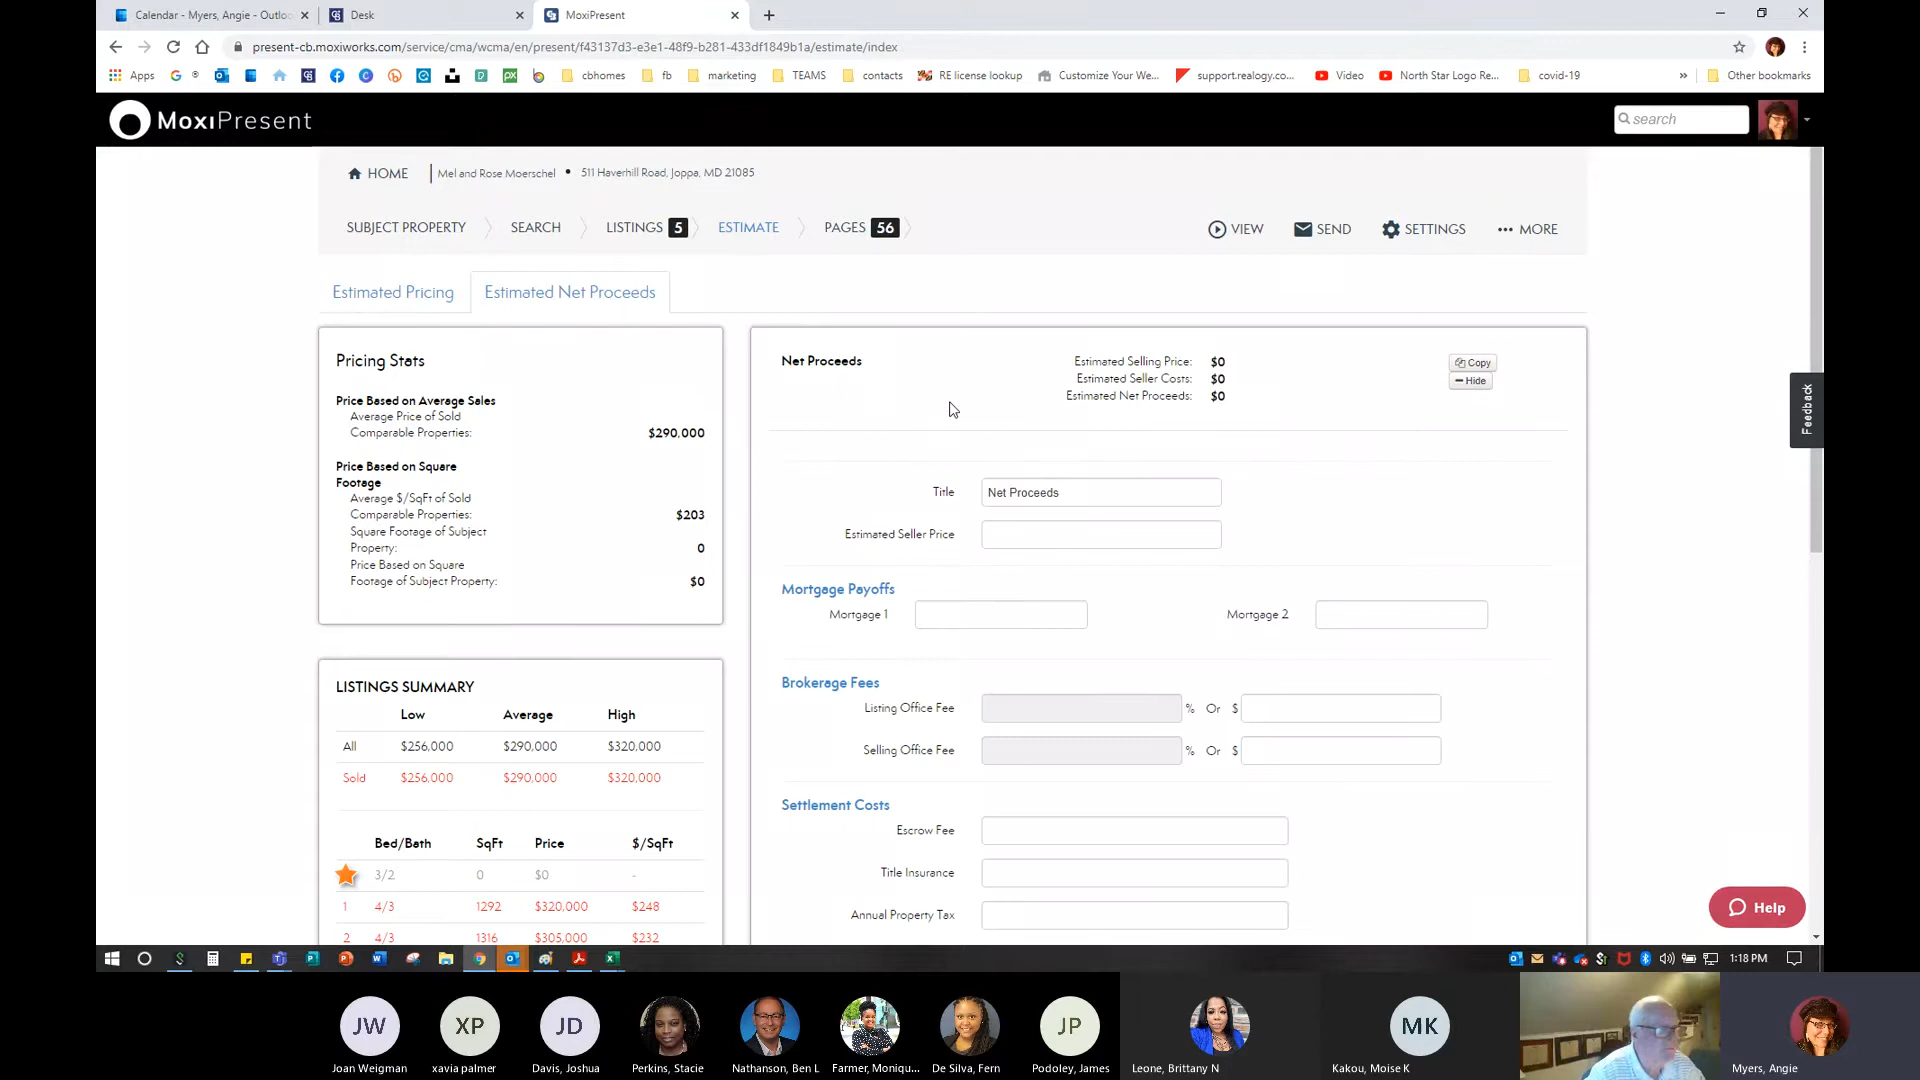 Calendar - Myers, Angie - Outlo
Desk
MoxiPresent
present-cb.moxiworks.com/service/cma/wcma/en/present/f43137d3-e3e1-48f9-b281-433df1849b1a/estimate/index
Apps
cbhomes
fb
marketing
TEAMS
contacts
RE license lookup
Customize Your We...
support.realogy.co...
Video
North Star Logo Re...
covid-19
Other bookmarks
MoxiPresent
search
HOME
Mel and Rose Moerschel • 511 Haverhill Road, Joppa, MD 21085
SUBJECT PROPERTY
SEARCH
LISTINGS 5
ESTIMATE
PAGES 56
VIEW
SEND
SETTINGS
MORE
Estimated Pricing
Estimated Net Proceeds
Pricing Stats
Price Based on Average Sales
Average Price of Sold
Comparable Properties: $290,000
Price Based on Square
Footage
Average $/SqFt of Sold
Comparable Properties: $203
Square Footage of Subject
Property: 0
Price Based on Square
Footage of Subject Property: $0
LISTINGS SUMMARY
Low Average High
All $256,000 $290,000 $320,000
Sold $256,000 $290,000 $320,000
Bed/Bath SqFt Price $/SqFt
3/2 0 $0 -
1 4/3 1292 $320,000 $248
2 4/3 1316 $305,000 $232
Net Proceeds
Estimated Selling Price: $0
Estimated Seller Costs: $0
Estimated Net Proceeds: $0
Copy
Hide
Title Net Proceeds
Estimated Seller Price
Mortgage Payoffs
Mortgage 1 Mortgage 2
Brokerage Fees
Listing Office Fee % Or $
Selling Office Fee % Or $
Settlement Costs
Escrow Fee
Title Insurance
Annual Property Tax
Feedback
Help
1:18 PM
JW
XP
JD
JP
MK
Joan Weigman
xavia palmer
Davis, Joshua
Perkins, Stacie
Nathanson, Ben L
Farmer, Moniqu...
De Silva, Fern
Podoley, James
Leone, Brittany N
Kakou, Moise K
Myers, Angie